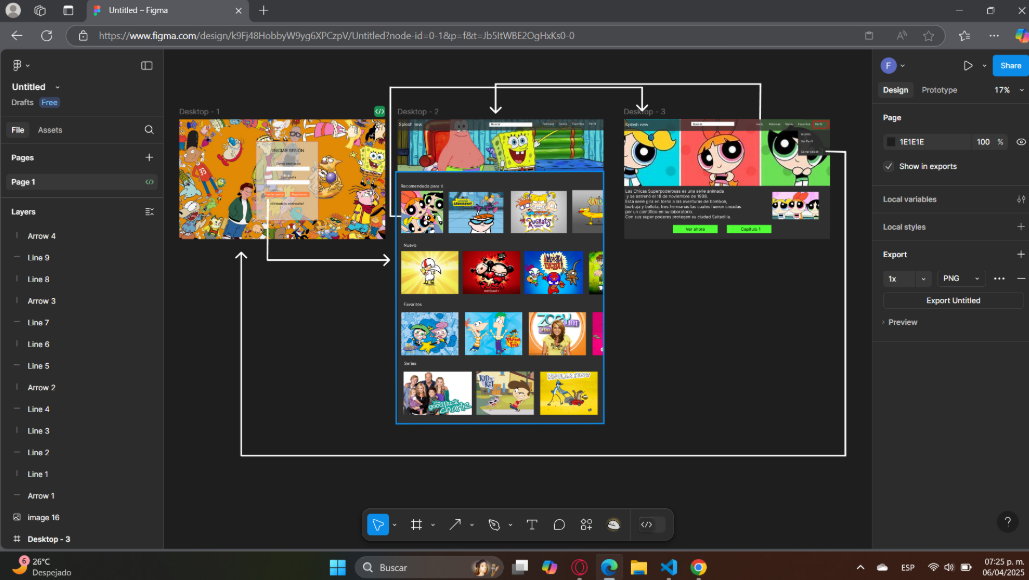 Untitled – Figma
https://www.figma.com/design/k9Fj48HobbyW9yg6XPCzpV/Untitled?node-id=0-1&p=f&t=Jb5ItWBE2OgHxKs0-0
Untitled
Drafts Free
File Assets
Pages
Page 1
Layers
Arrow 4
Line 9
Line 8
Arrow 3
Line 7
Line 6
Line 5
Arrow 2
Line 4
Line 3
Line 2
Line 1
Arrow 1
image 16
Desktop - 3
Desktop - 1
Desktop - 2
Recomendado para ti
Nuevo
Favoritos
Series
Desktop - 3
Las Chicas Superpoderosas es una serie animada
Ver ahora
Capitulo 1
F
Share
Design Prototype 17%
Page
1E1E1E 100 %
Show in exports
Local variables
Local styles
Export
1x PNG
Export Untitled
Preview
?
6
26°C
Despejado
Buscar
ESP
07:25 p. m.
06/04/2025